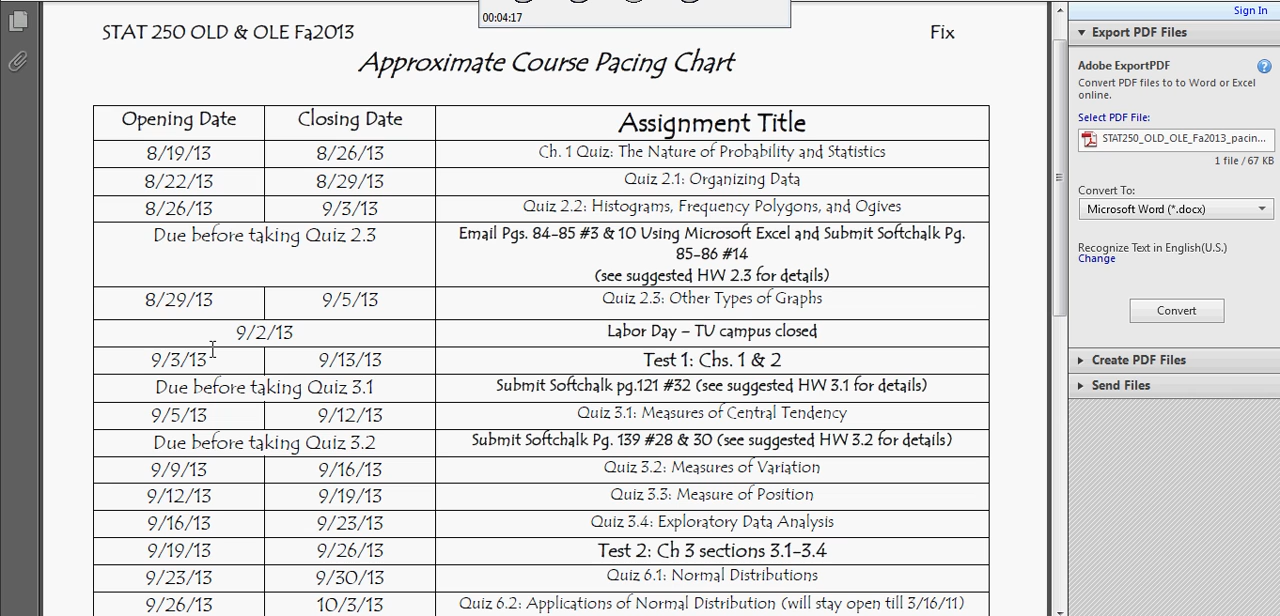 00:04:17
STAT 250 OLD & OLE Fa2013 Fix
Approximate Course Pacing Chart
Opening Date Closing Date Assignment Title
8/19/13 8/26/13 Ch. 1 Quiz: The Nature of Probability and Statistics
8/22/13 8/29/13 Quiz 2.1: Organizing Data
8/26/13 9/3/13 Quiz 2.2: Histograms, Frequency Polygons, and Ogives
Due before taking Quiz 2.3 Email Pgs. 84-85 #3 & 10 Using Microsoft Excel and Submit Softchalk Pg.
85-86 #14
(see suggested HW 2.3 for details)
8/29/13 9/5/13 Quiz 2.3: Other Types of Graphs
9/2/13 Labor Day – TU campus closed
9/3/13 9/13/13 Test 1: Chs. 1 & 2
Due before taking Quiz 3.1 Submit Softchalk pg.121 #32 (see suggested HW 3.1 for details)
9/5/13 9/12/13 Quiz 3.1: Measures of Central Tendency
Due before taking Quiz 3.2 Submit Softchalk Pg. 139 #28 & 30 (see suggested HW 3.2 for details)
9/9/13 9/16/13 Quiz 3.2: Measures of Variation
9/12/13 9/19/13 Quiz 3.3: Measure of Position
9/16/13 9/23/13 Quiz 3.4: Exploratory Data Analysis
9/19/13 9/26/13 Test 2: Ch 3 sections 3.1-3.4
9/23/13 9/30/13 Quiz 6.1: Normal Distributions
9/26/13 10/3/13 Quiz 6.2: Applications of Normal Distribution (will stay open till 3/16/11)
Sign In
Export PDF Files
Adobe ExportPDF
Convert PDF files to to Word or Excel
online.
Select PDF File:
STAT250_OLD_OLE_Fa2013_pacin...
1 file / 67 KB
Convert To:
Microsoft Word (*.docx)
Recognize Text in English(U.S.)
Change
Convert
Create PDF Files
Send Files